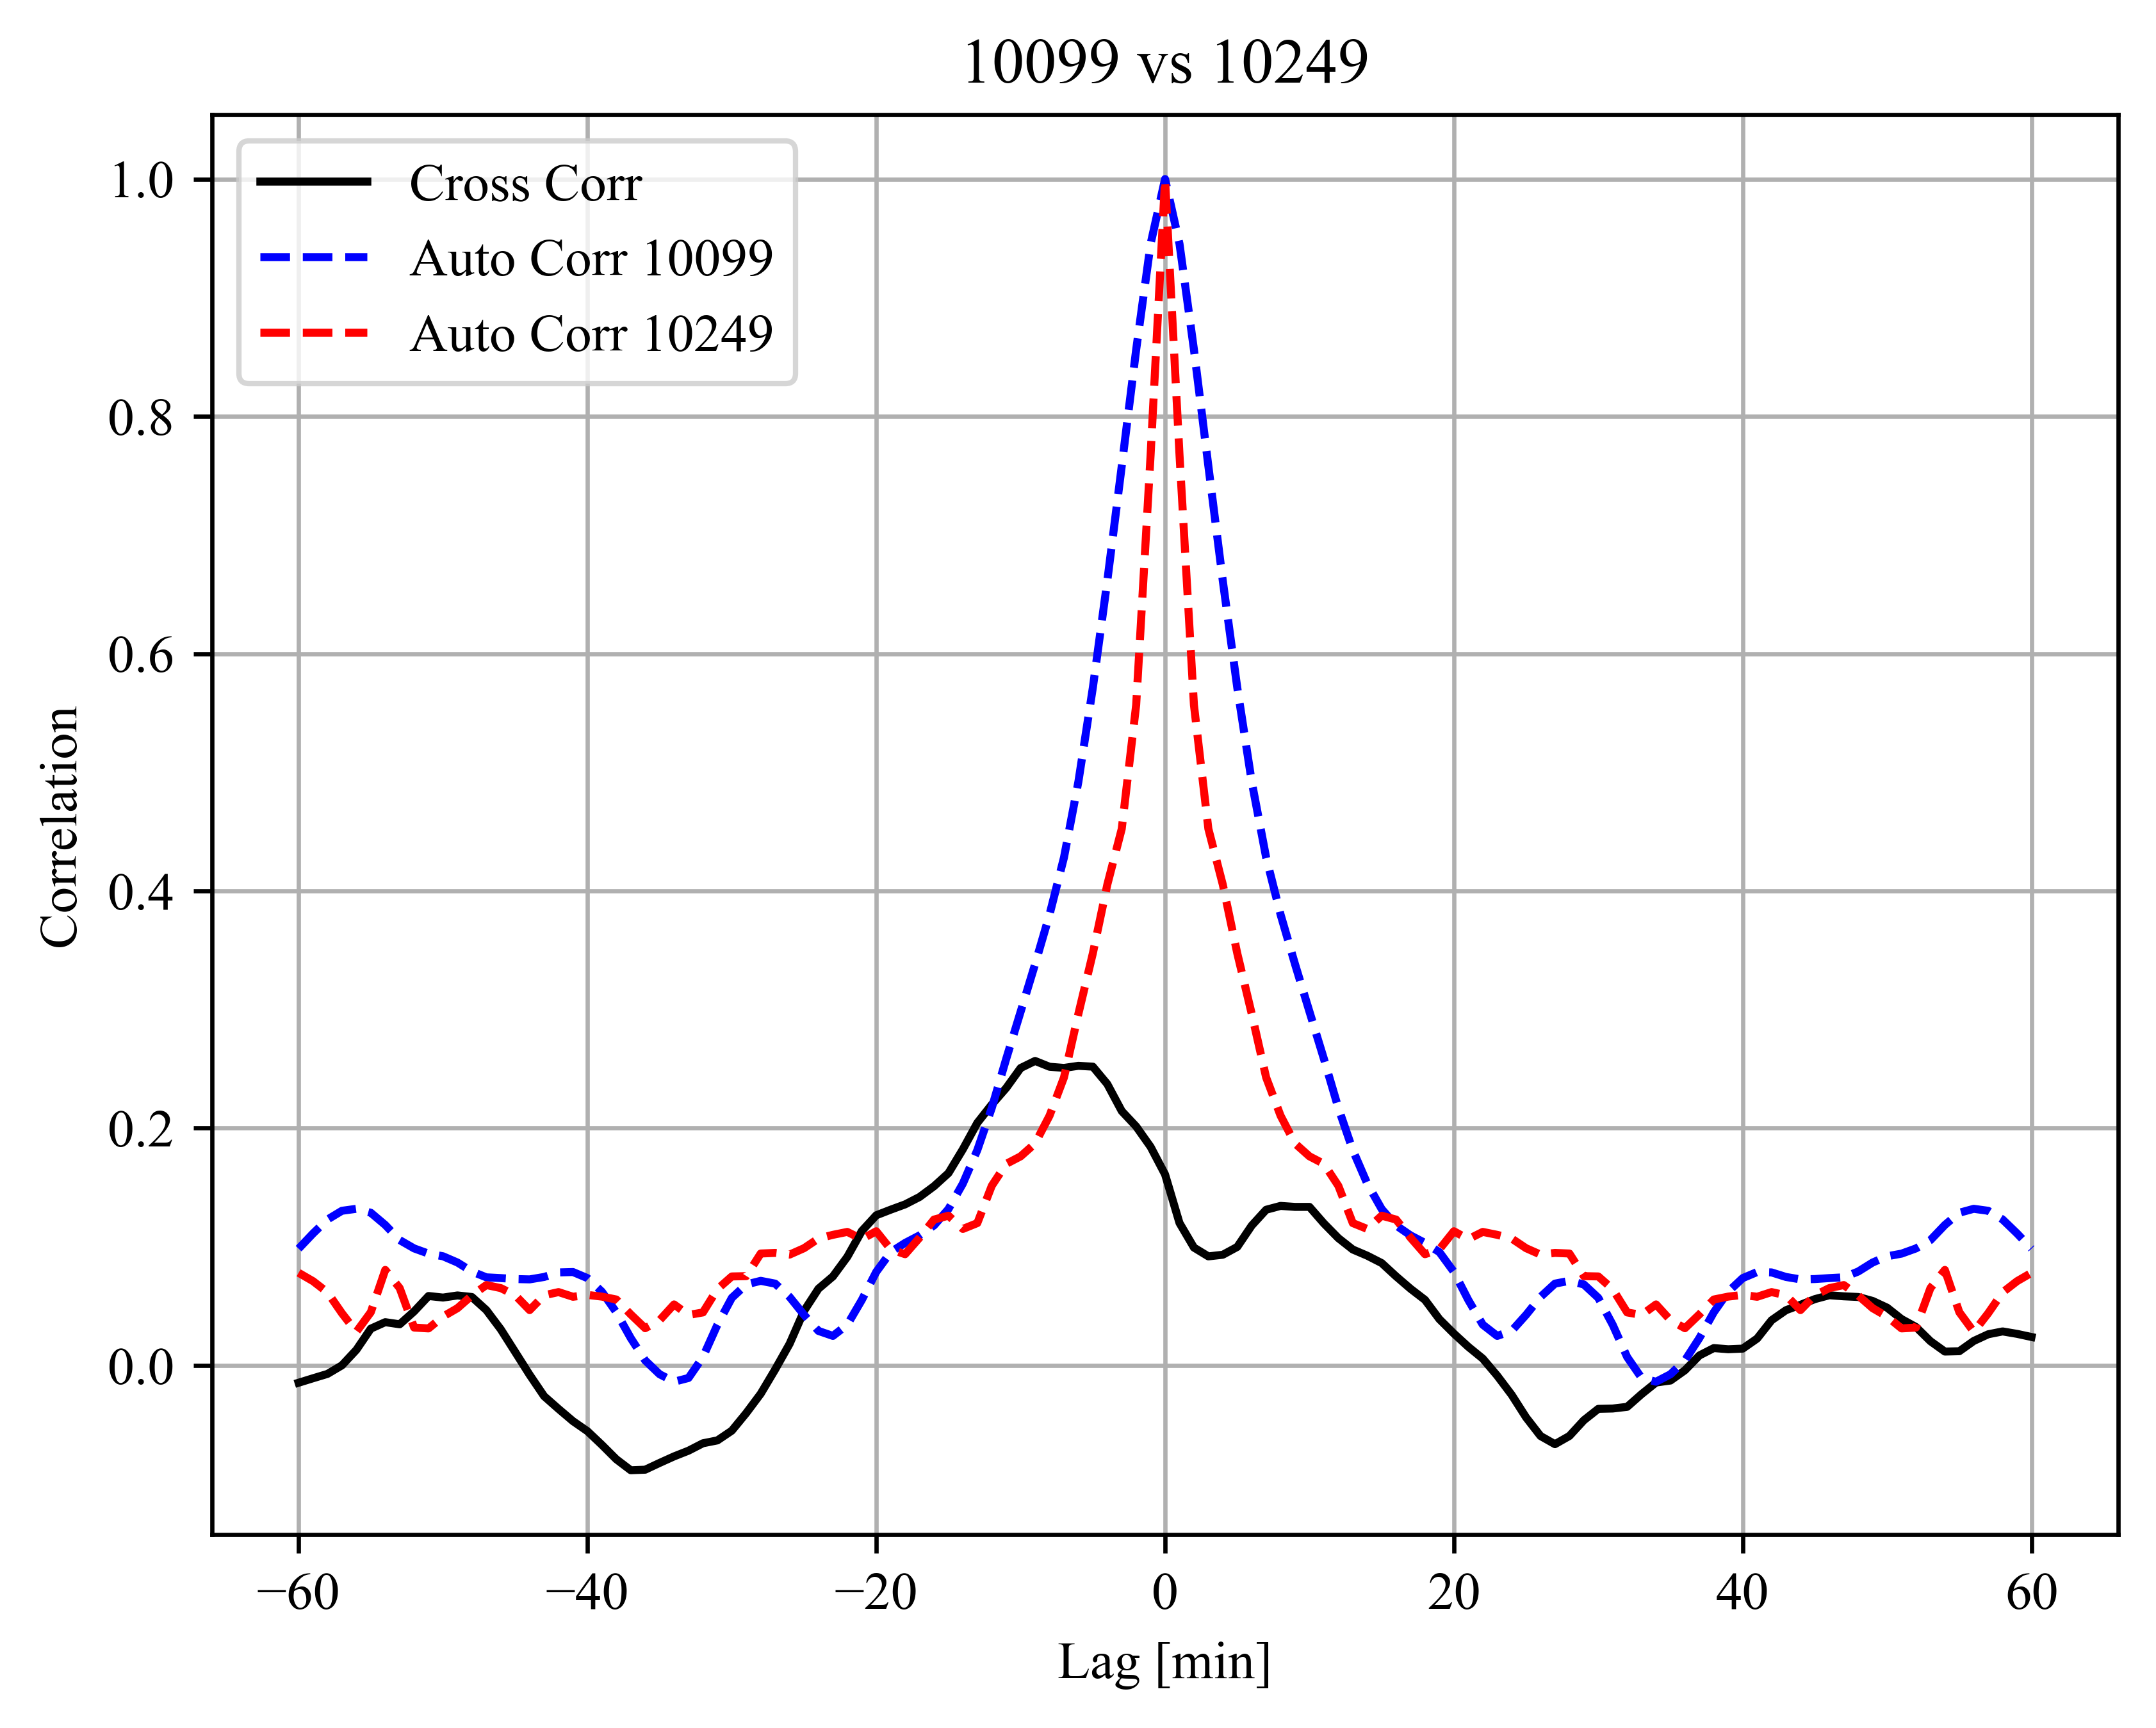 10099 vs 10249
Cross Corr
Auto Corr 10099
Auto Corr 10249
1.0
0.8
0.6
0.4
0.2
0.0
Correlation
−60 −40 −20 0 20 40 60
Lag [min]